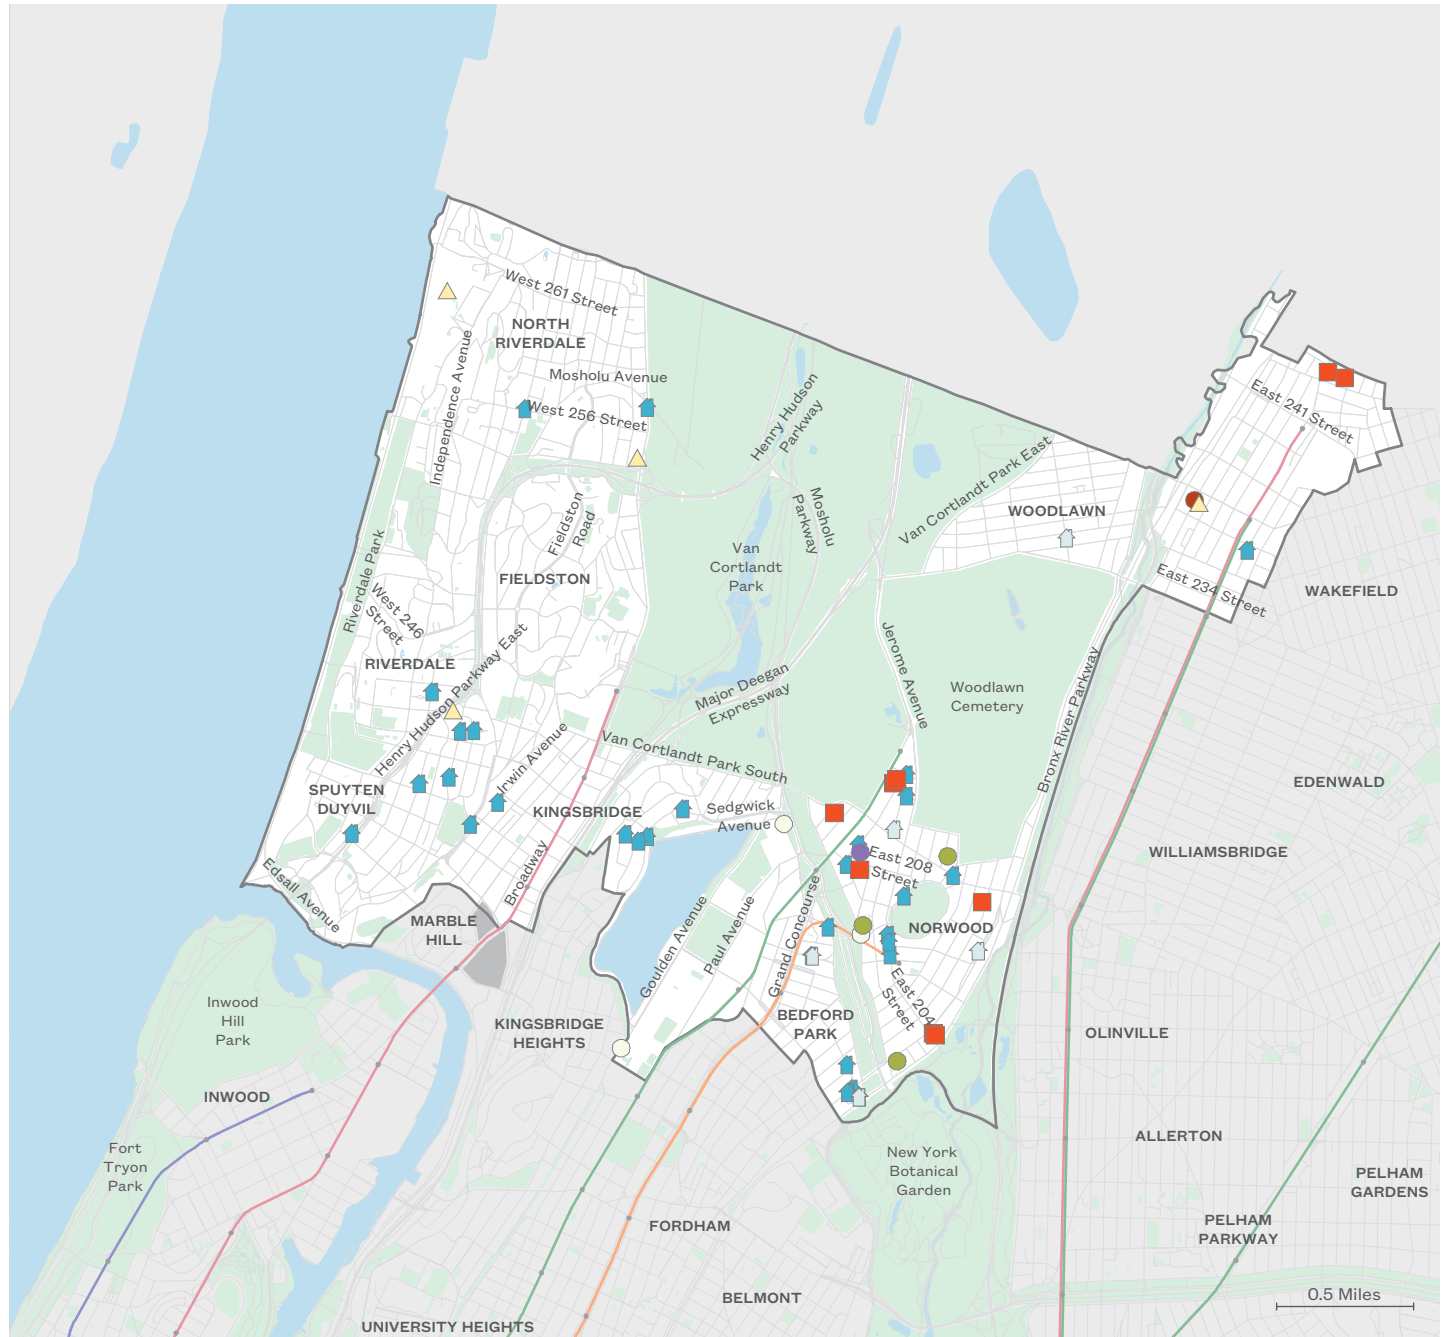 West 261 Street
NORTH
RIVERDALE
Independence Avenue
Mosholu Avenue
West 256 Street
Henry Hudson
Parkway
East 241 Street
Van Cortlandt Park East
WOODLAWN
Mosholu
Parkway
Fieldston
Road
Van
Cortlandt
Park
FIELDSTON
Riverdale Park
West 246
Street
East 234 Street
WAKEFIELD
RIVERDALE
Henry Hudson Parkway East
Jerome Avenue
Major Deegan
Expressway
Woodlawn
Cemetery
Bronx River Parkway
Van Cortlandt Park South
Irwin Avenue
EDENWALD
SPUYTEN
DUYVIL
KINGSBRIDGE
Sedgwick
Avenue
Broadway
East 208
Street
WILLIAMSBRIDGE
Edsall Avenue
MARBLE
HILL
Goulden Avenue
Paul Avenue
Grand Concourse
NORWOOD
East 204
Street
Inwood
Hill
Park
KINGSBRIDGE
HEIGHTS
BEDFORD
PARK
OLINVILLE
INWOOD
Fort
Tryon
Park
New York
Botanical
Garden
ALLERTON
PELHAM
GARDENS
FORDHAM
PELHAM
PARKWAY
BELMONT
0.5 Miles
UNIVERSITY HEIGHTS